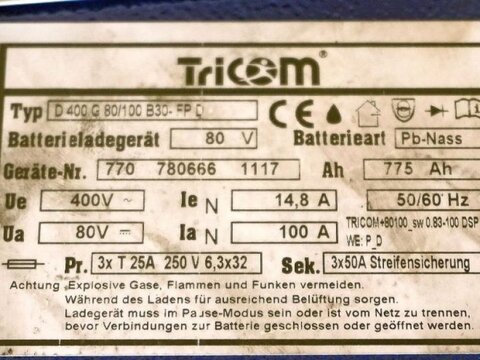 TriCOM®
Typ D 400 G 80/100 B30- FP D CE
Batterieladegerät 80 V Batterieart Pb-Nass
Geräte-Nr. 770 780666 1117 Ah 775 Ah
Ue 400V ~ Ie N 14,8 A 50/60 Hz
Ua 80V Ia N 100 A TRICOM+80100_sw 0.83-100 DSP
WE: P_D
Pr. 3x T 25A 250 V 6,3x32 Sek. 3x50A Streifensicherung
Achtung ,Explosive Gase, Flammen und Funken vermeiden.
Während des Ladens für ausreichend Belüftung sorgen.
Ladegerät muss im Pause-Modus sein oder ist vom Netz zu trennen,
bevor Verbindungen zur Batterie geschlossen oder geöffnet werden.